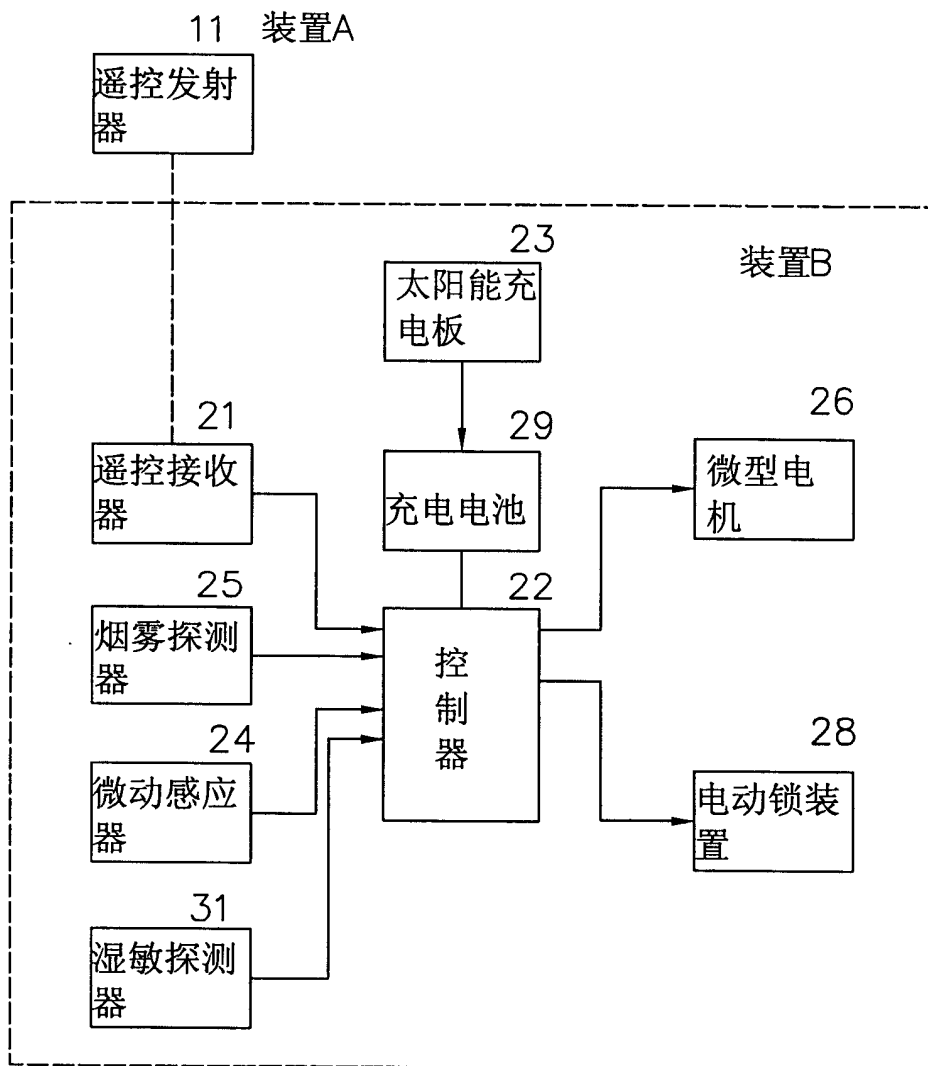 11 装置A
遥控发射
器
23
装置B
太阳能充
电板
21
29
26
遥控接收
器
充电电池
微型电
机
25
22
烟雾探测
器
控
制
器
24
28
微动感应
器
电动锁装
置
31
湿敏探测
器